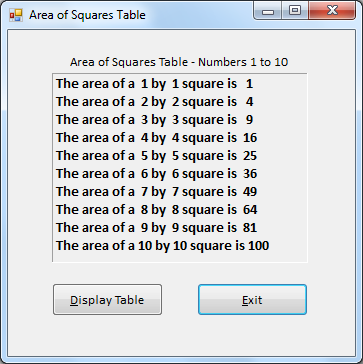 Area of Squares Table
Area of Squares Table - Numbers 1 to 10
The area of a  1 by  1 square is   1
The area of a  2 by  2 square is   4
The area of a  3 by  3 square is   9
The area of a  4 by  4 square is  16
The area of a  5 by  5 square is  25
The area of a  6 by  6 square is  36
The area of a  7 by  7 square is  49
The area of a  8 by  8 square is  64
The area of a  9 by  9 square is  81
The area of a 10 by 10 square is 100
Display Table
Exit